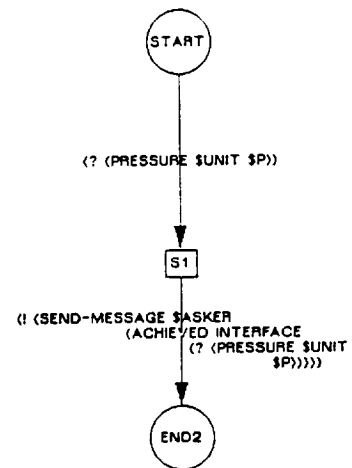 START
(? (PRESSURE $UNIT $P))
S1
(! (SEND-MESSAGE $ASKER
(ACHIEVED INTERFACE
(? (PRESSURE $UNIT
$P)))))
END2